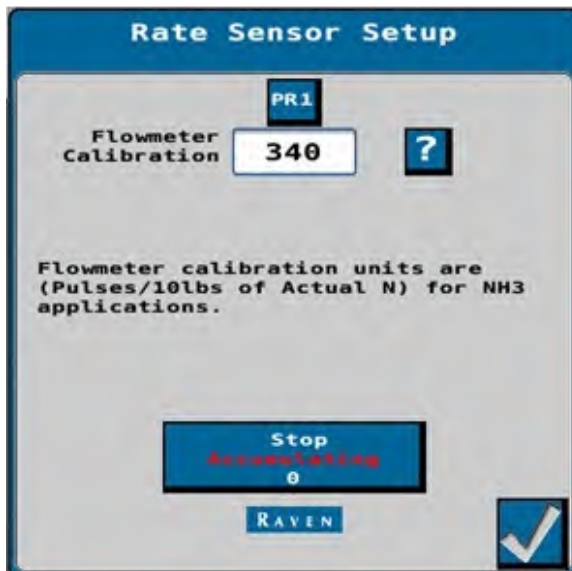 Rate Sensor Setup
PR1
Flowmeter
Calibration
340
?
Flowmeter calibration units are
(Pulses/10lbs of Actual N) for NH3
applications.
Stop
Accumulating
0
RAVEN